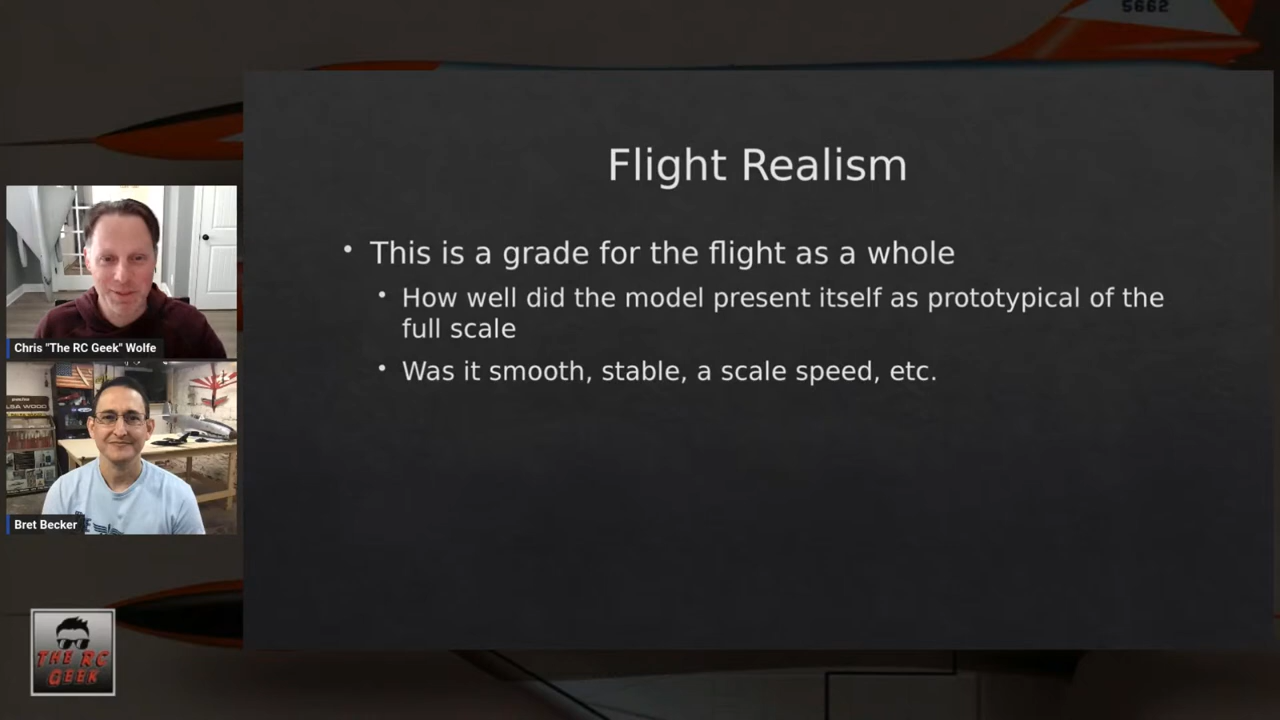 5662
Flight Realism
• This is a grade for the flight as a whole
• How well did the model present itself as prototypical of the
full scale
• Was it smooth, stable, a scale speed, etc.
Chris "The RC Geek" Wolfe
Bret Becker
THE RC
GEEK